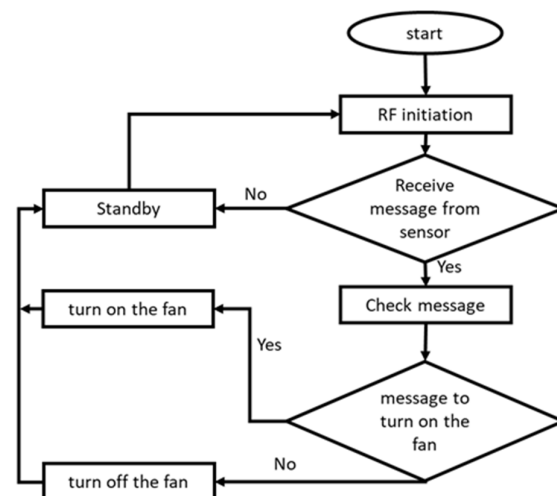 start
RF initiation
Receive
message from
sensor
No
Standby
Yes
Check message
turn on the fan
Yes
message to
turn on the
fan
No
turn off the fan